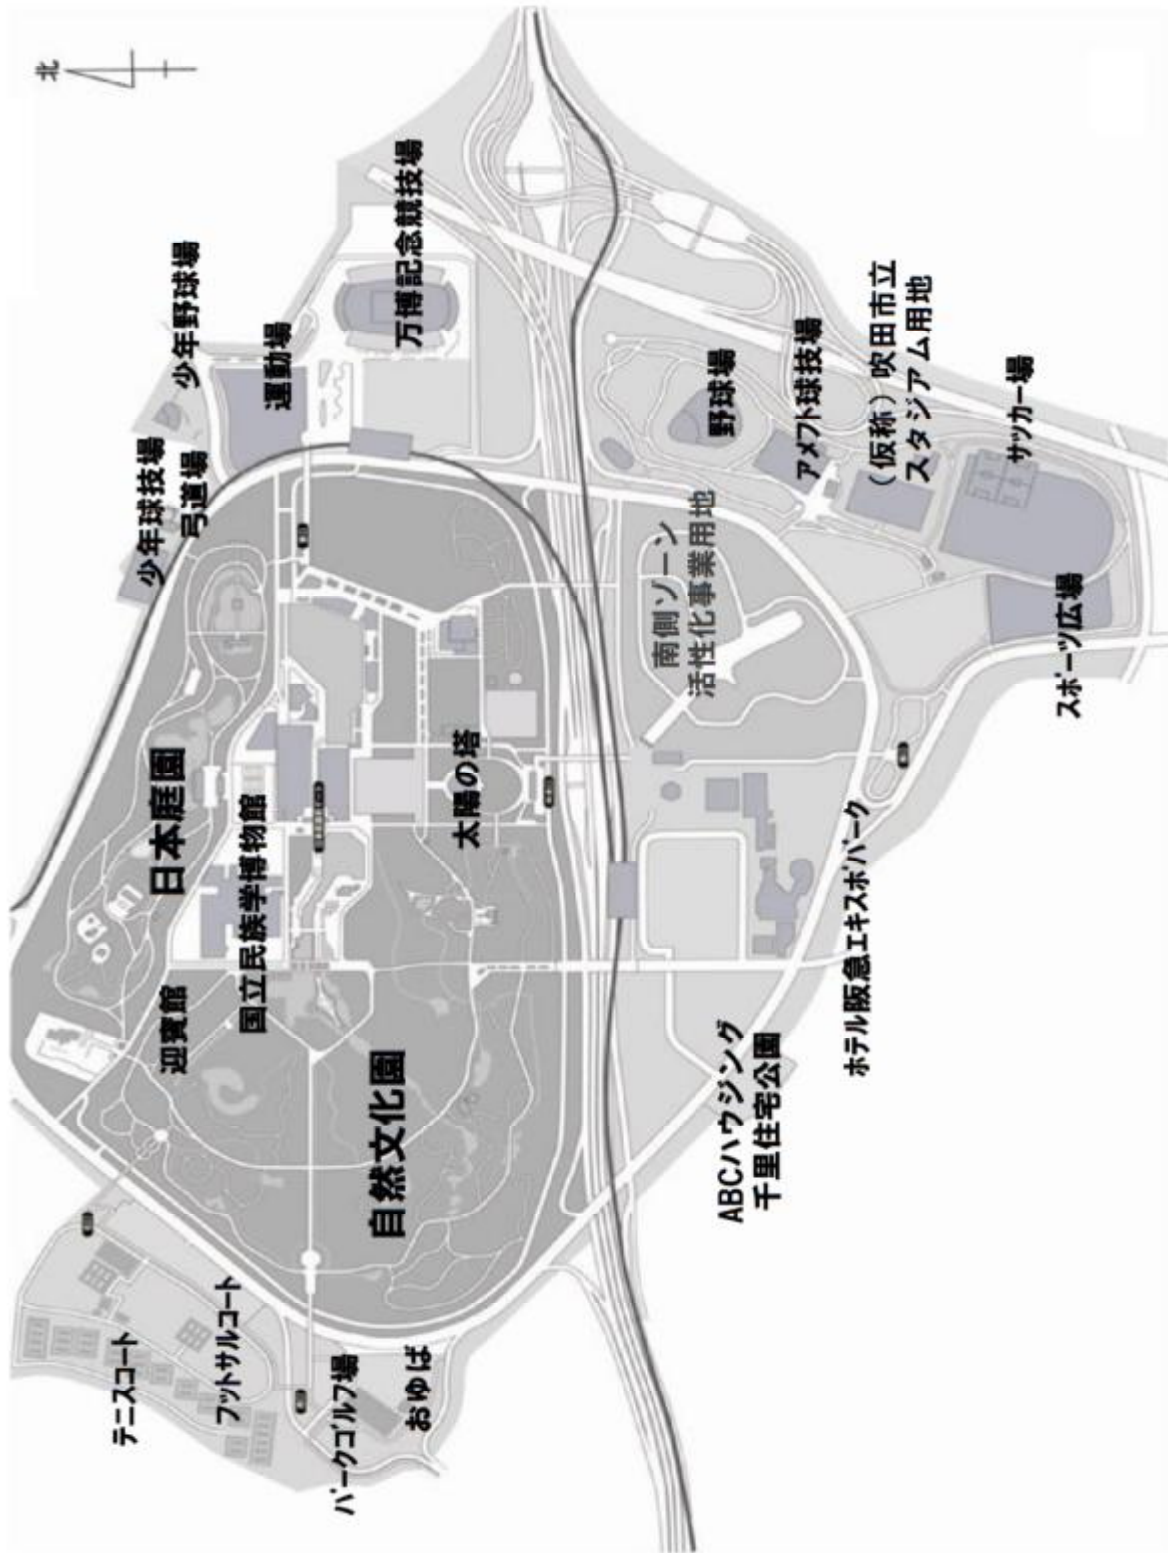 北
少年野球場
少年球技場
弓道場
運動場
万博記念競技場
日本庭園
迎賓館
国立民族学博物館
太陽の塔
自然文化園
テニスコート
フットサルコート
パークゴルフ場
おゆば
野球場
アメフト球技場
(仮称)吹田市立
スタジアム用地
サッカー場
南側ゾーン
活性化事業用地
スポーツ広場
ホテル阪急エキスポパーク
ABCハウジング
千里住宅公園